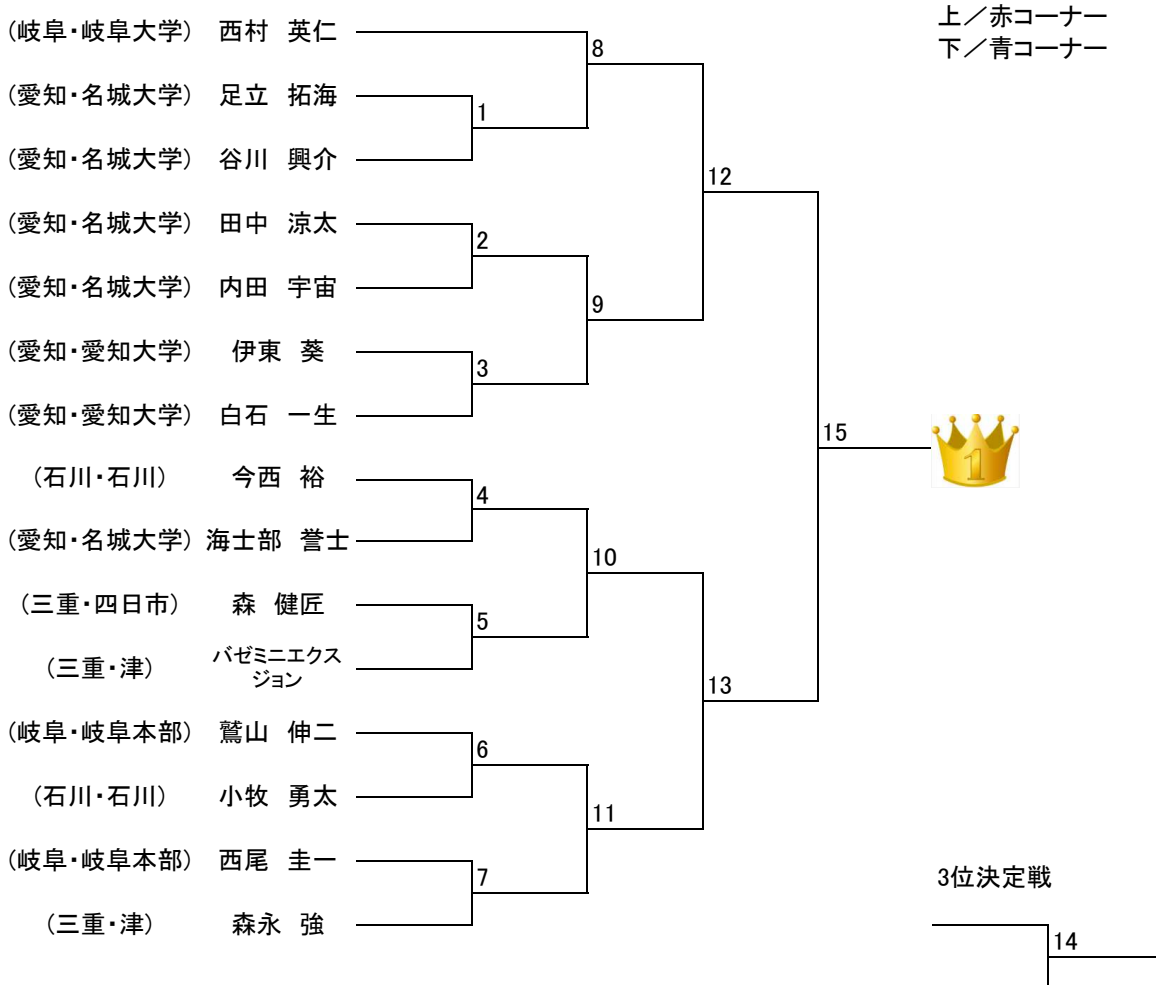 上／赤コーナー
下／青コーナー
(岐阜・岐阜大学) 西村 英仁
8
(愛知・名城大学) 足立 拓海
1
(愛知・名城大学) 谷川 興介
12
(愛知・名城大学) 田中 涼太
2
(愛知・名城大学) 内田 宇宙
9
(愛知・愛知大学) 伊東 葵
3
(愛知・愛知大学) 白石 一生
15
1
(石川・石川) 今西 裕
4
(愛知・名城大学) 海士部 誉士
10
(三重・四日市) 森 健匠
5
(三重・津) バゼミニエクス
ジョン
13
(岐阜・岐阜本部) 鷲山 伸二
6
(石川・石川) 小牧 勇太
11
(岐阜・岐阜本部) 西尾 圭一
7
3位決定戦
(三重・津) 森永 強
14